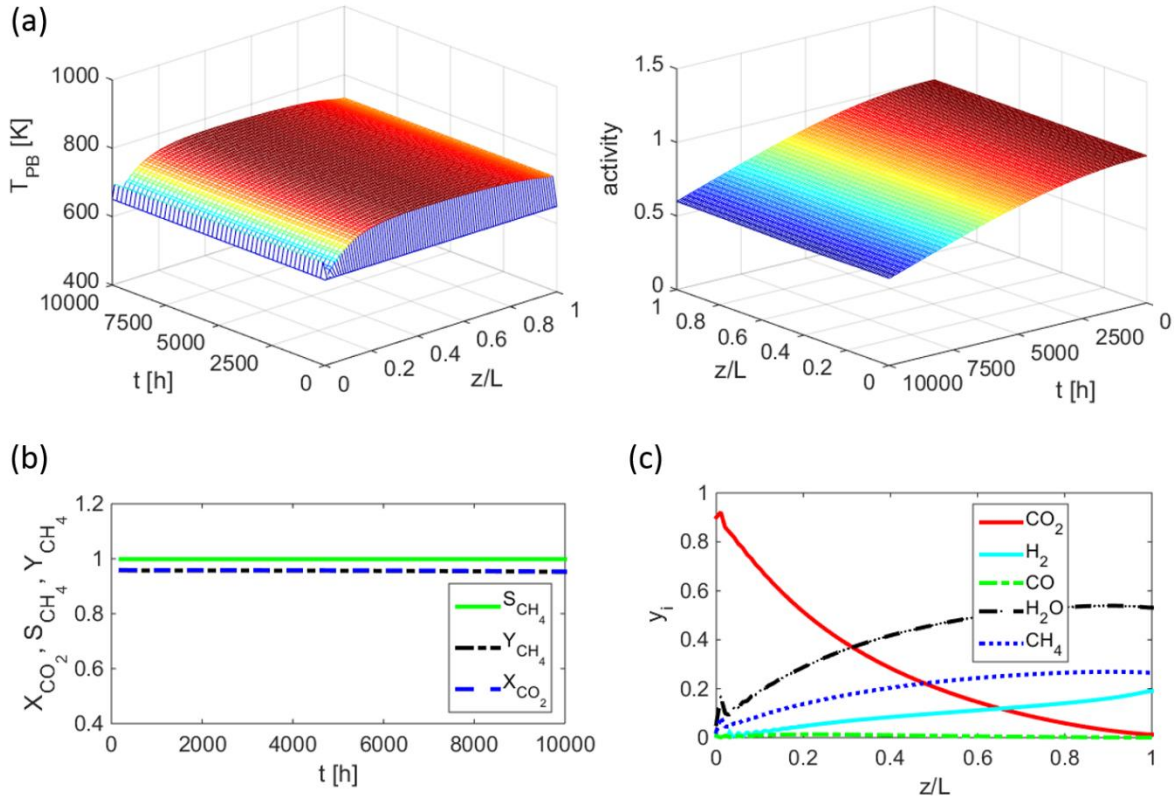 (a)
1000
800
600
400
T_PB [K]
10000
7500
5000
2500
0
t [h]
0
0.2
0.4
0.6
0.8
1
z/L
1.5
1
0.5
0
activity
1
0.8
0.6
0.4
0.2
0
z/L
10000
7500
5000
2500
0
t [h]
(b)
1.2
1
0.8
0.6
0.4
X_CO2, S_CH4, Y_CH4
S_CH4
Y_CH4
X_CO2
0
2000
4000
6000
8000
10000
t [h]
(c)
1
0.8
0.6
0.4
0.2
0
y_i
CO2
H2
CO
H2O
CH4
0
0.2
0.4
0.6
0.8
1
z/L